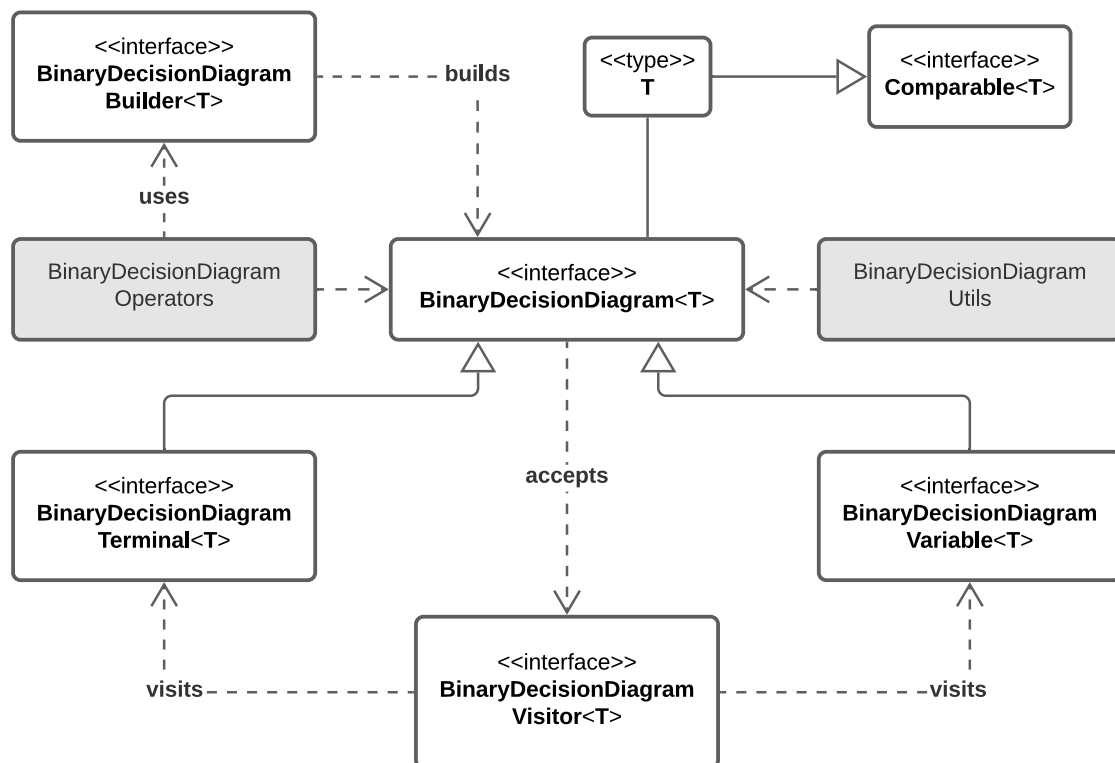 <<interface>>
BinaryDecisionDiagram
Builder<T>
builds
<<type>>
T
<<interface>>
Comparable<T>
uses
BinaryDecisionDiagram
Operators
<<interface>>
BinaryDecisionDiagram<T>
BinaryDecisionDiagram
Utils
<<interface>>
BinaryDecisionDiagram
Terminal<T>
accepts
<<interface>>
BinaryDecisionDiagram
Variable<T>
visits
<<interface>>
BinaryDecisionDiagram
Visitor<T>
visits